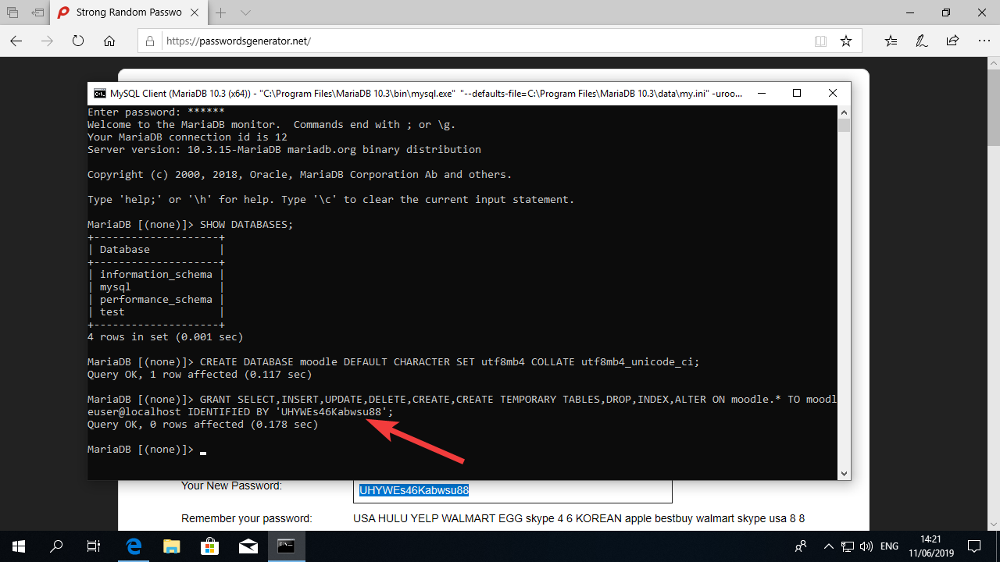 Strong Random Passwo
https://passwordsgenerator.net/
MySQL Client (MariaDB 10.3 (x64)) - "C:\Program Files\MariaDB 10.3\bin\mysql.exe" "--defaults-file=C:\Program Files\MariaDB 10.3\data\my.ini" -uroo...
Enter password: ******
Welcome to the MariaDB monitor.  Commands end with ; or \g.
Your MariaDB connection id is 12
Server version: 10.3.15-MariaDB mariadb.org binary distribution
Copyright (c) 2000, 2018, Oracle, MariaDB Corporation Ab and others.
Type 'help;' or '\h' for help. Type '\c' to clear the current input statement.
MariaDB [(none)]> SHOW DATABASES;
+--------------------+
| Database           |
+--------------------+
| information_schema |
| mysql              |
| performance_schema |
| test               |
+--------------------+
4 rows in set (0.001 sec)
MariaDB [(none)]> CREATE DATABASE moodle DEFAULT CHARACTER SET utf8mb4 COLLATE utf8mb4_unicode_ci;
Query OK, 1 row affected (0.117 sec)
MariaDB [(none)]> GRANT SELECT,INSERT,UPDATE,DELETE,CREATE,CREATE TEMPORARY TABLES,DROP,INDEX,ALTER ON moodle.* TO moodl
euser@localhost IDENTIFIED BY 'UHYWEs46Kabwsu88';
Query OK, 0 rows affected (0.178 sec)
MariaDB [(none)]> _
Your New Password:
UHYWEs46Kabwsu88
Remember your password:
USA HULU YELP WALMART EGG skype 4 6 KOREAN apple bestbuy walmart skype usa 8 8
ENG
14:21
11/06/2019